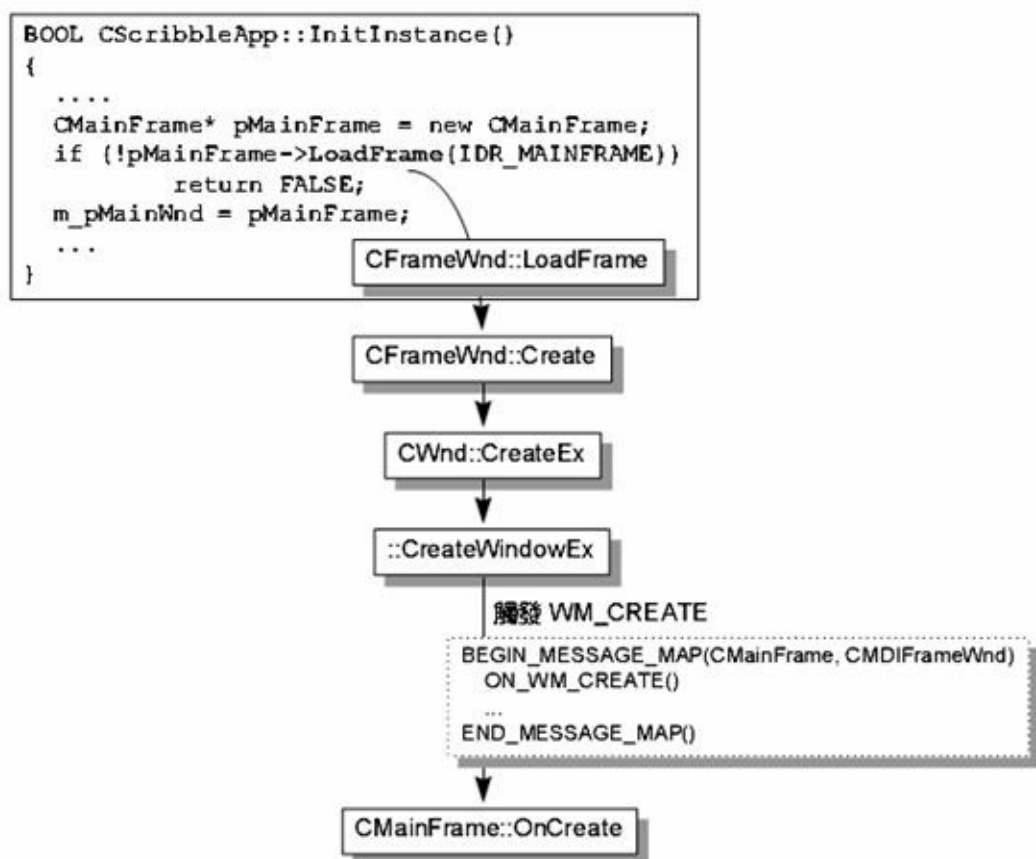 BOOL CScribbleApp::InitInstance()
{
....
CMainFrame* pMainFrame = new CMainFrame;
if (!pMainFrame->LoadFrame(IDR_MAINFRAME))
return FALSE;
m_pMainWnd = pMainFrame;
...
}
CFrameWnd::LoadFrame
CFrameWnd::Create
CWnd::CreateEx
::CreateWindowEx
觸發 WM_CREATE
BEGIN_MESSAGE_MAP(CMainFrame, CMDIFrameWnd)
ON_WM_CREATE()
...
END_MESSAGE_MAP()
CMainFrame::OnCreate